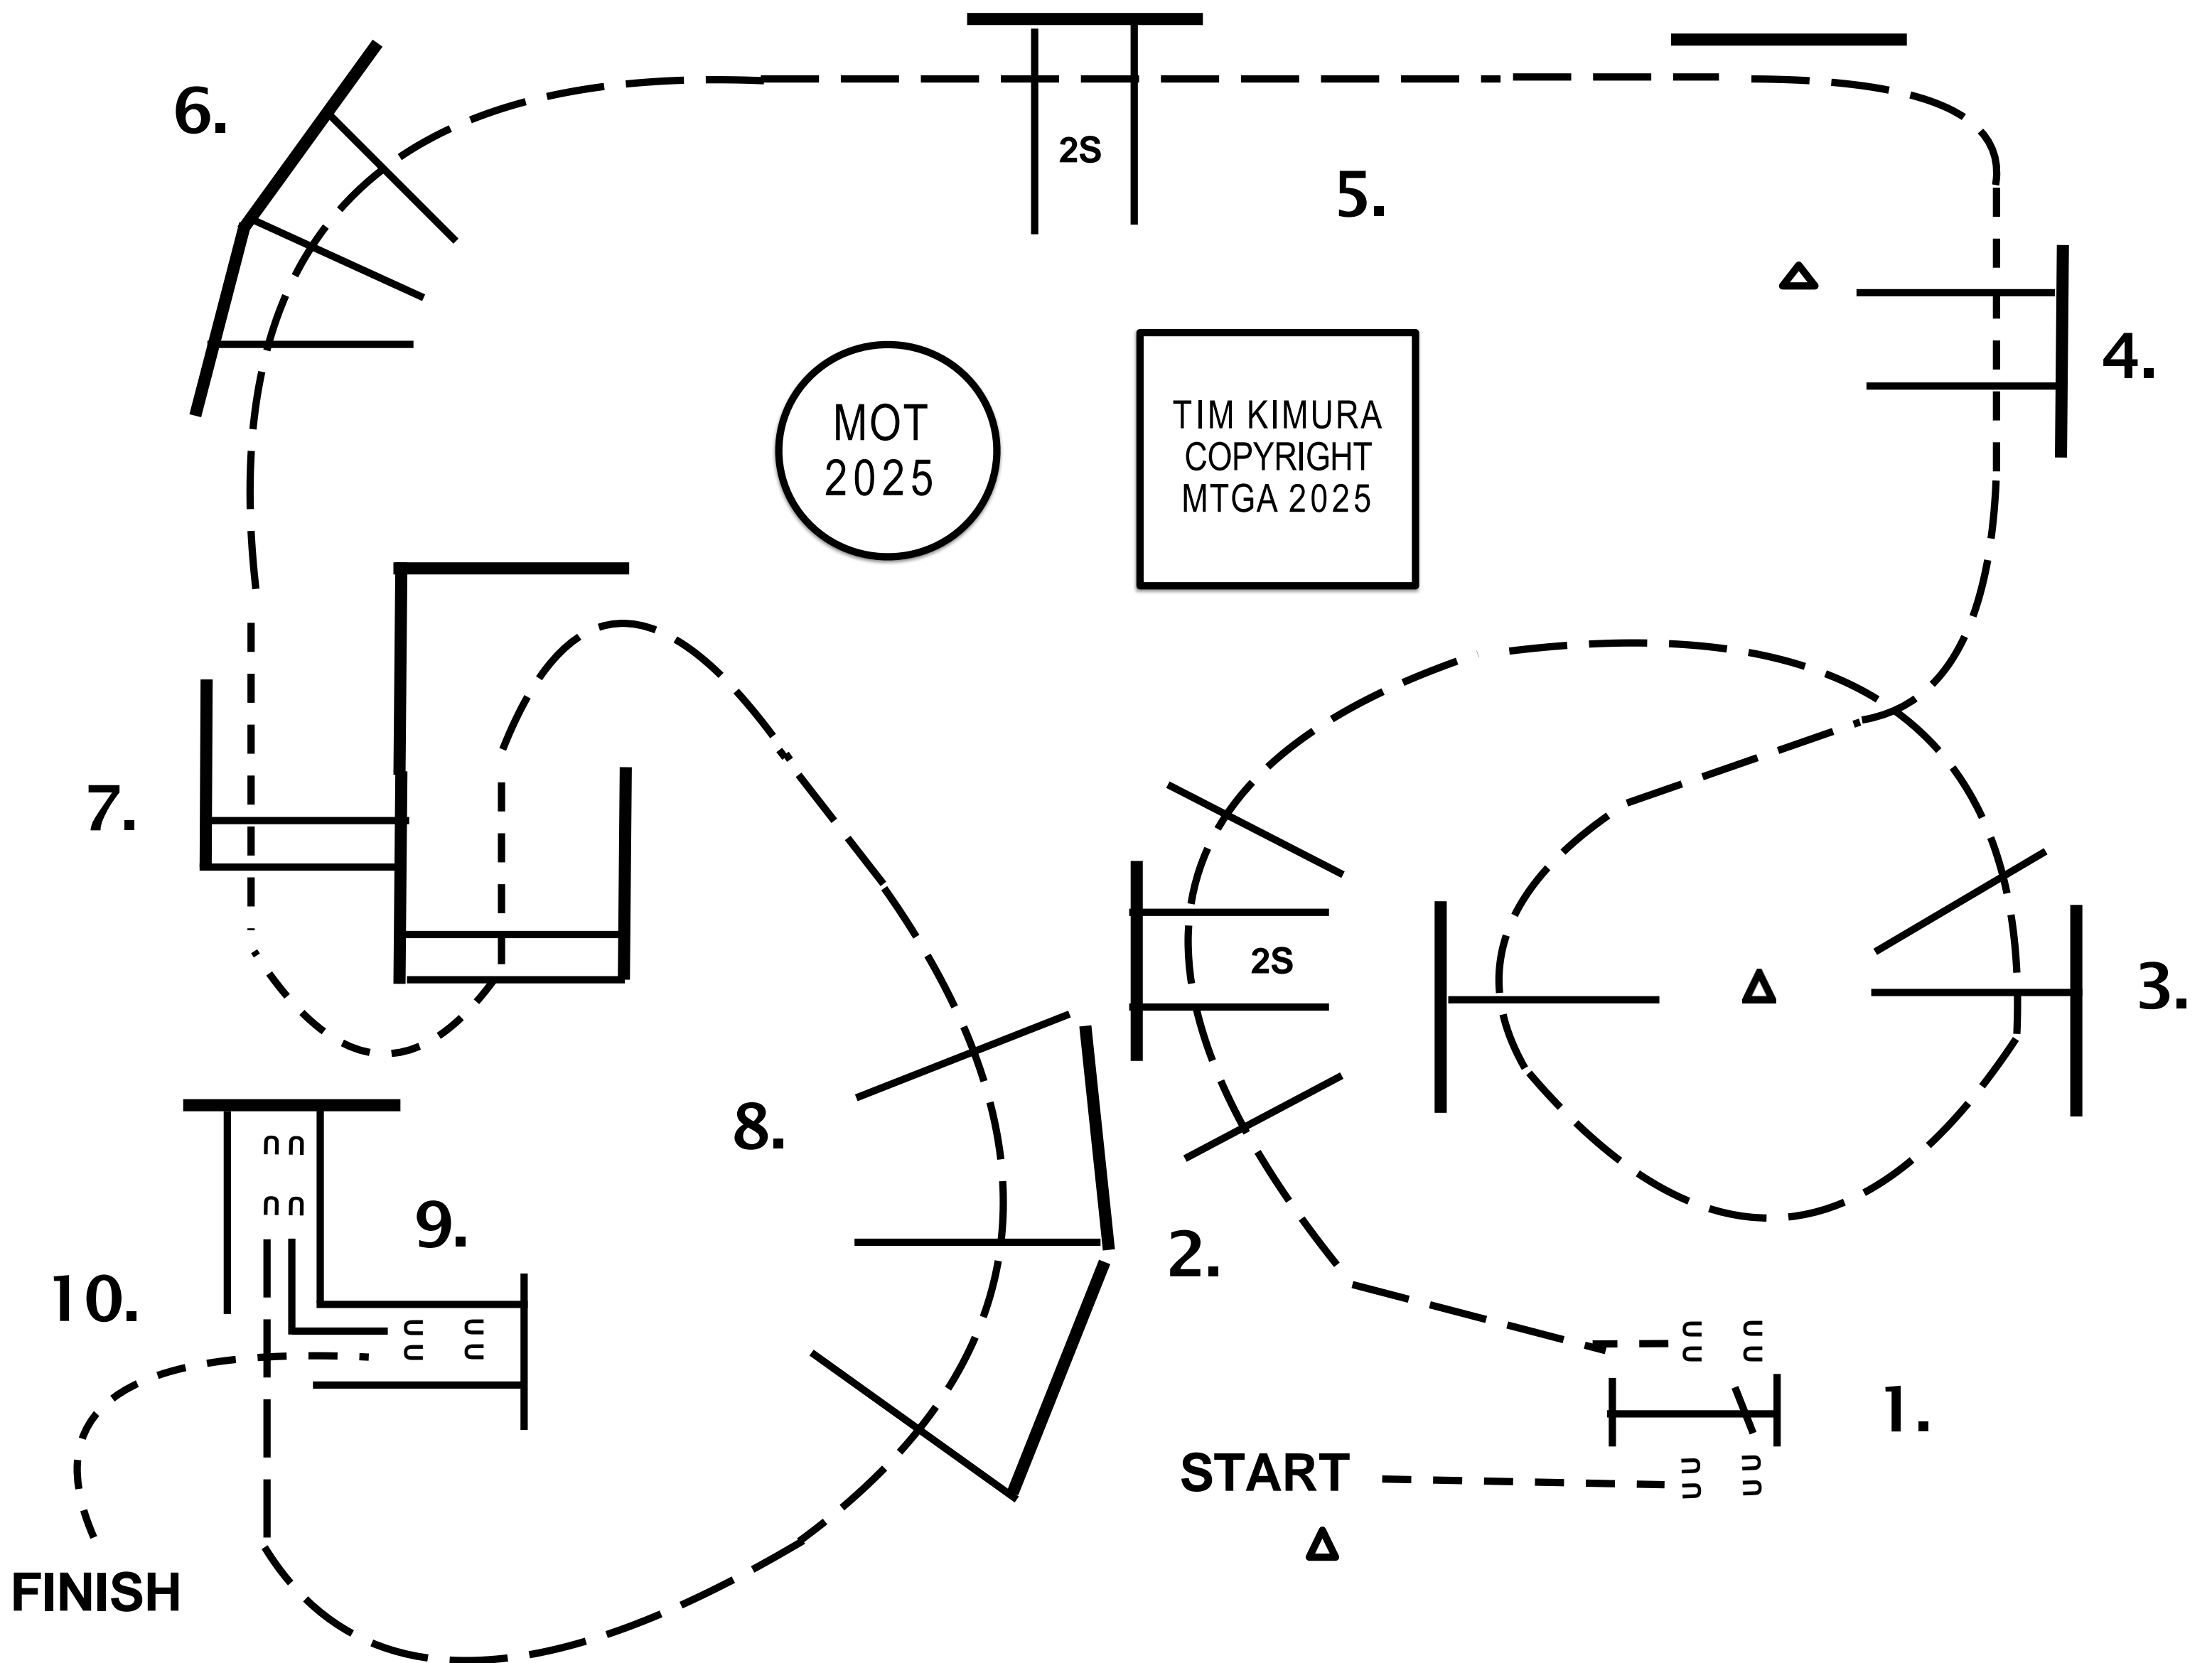 6.
2S
5.
4.
MOT
2025
TIM KIMURA
COPYRIGHT
MTGA 2025
7.
2S
3.
8.
9.
2.
10.
1.
START
FINISH